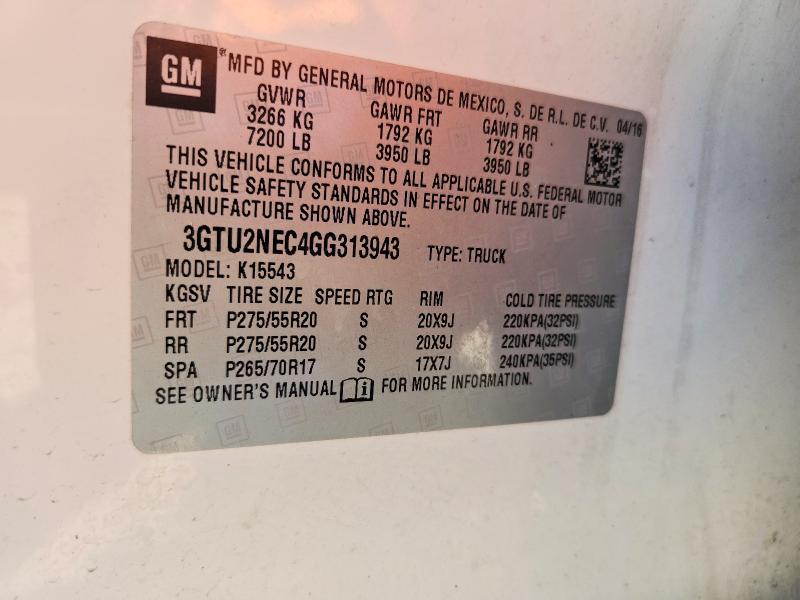 GM MFD BY GENERAL MOTORS DE MEXICO, S. DE R.L. DE C.V. 04/16
GVWR GAWR FRT GAWR RR
3266 KG 1792 KG 1792 KG
7200 LB 3950 LB 3950 LB
THIS VEHICLE CONFORMS TO ALL APPLICABLE U.S. FEDERAL MOTOR
VEHICLE SAFETY STANDARDS IN EFFECT ON THE DATE OF
MANUFACTURE SHOWN ABOVE.
3GTU2NEC4GG313943 TYPE: TRUCK
MODEL: K15543
KGSV TIRE SIZE SPEED RTG RIM COLD TIRE PRESSURE
FRT P275/55R20 S 20X9J 220KPA(32PSI)
RR P275/55R20 S 20X9J 220KPA(32PSI)
SPA P265/70R17 S 17X7J 240KPA(35PSI)
SEE OWNER'S MANUAL FOR MORE INFORMATION.